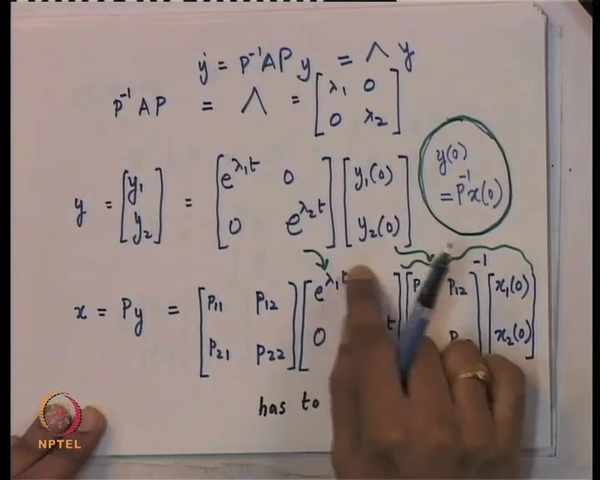 ẏ = P⁻¹AP y = Λ y
P⁻¹AP = Λ = [λ₁ 0; 0 λ₂]
y = [y₁; y₂] = [e^λ₁t 0; 0 e^λ₂t] [y₁(0); y₂(0)]
y(0)
= P⁻¹x(0)
x = Py = [P₁₁ P₁₂; P₂₁ P₂₂] [e^λ₁t; 0 t] [P P₁₂; P]⁻¹ [x₁(0); x₂(0)]
has to
NPTEL